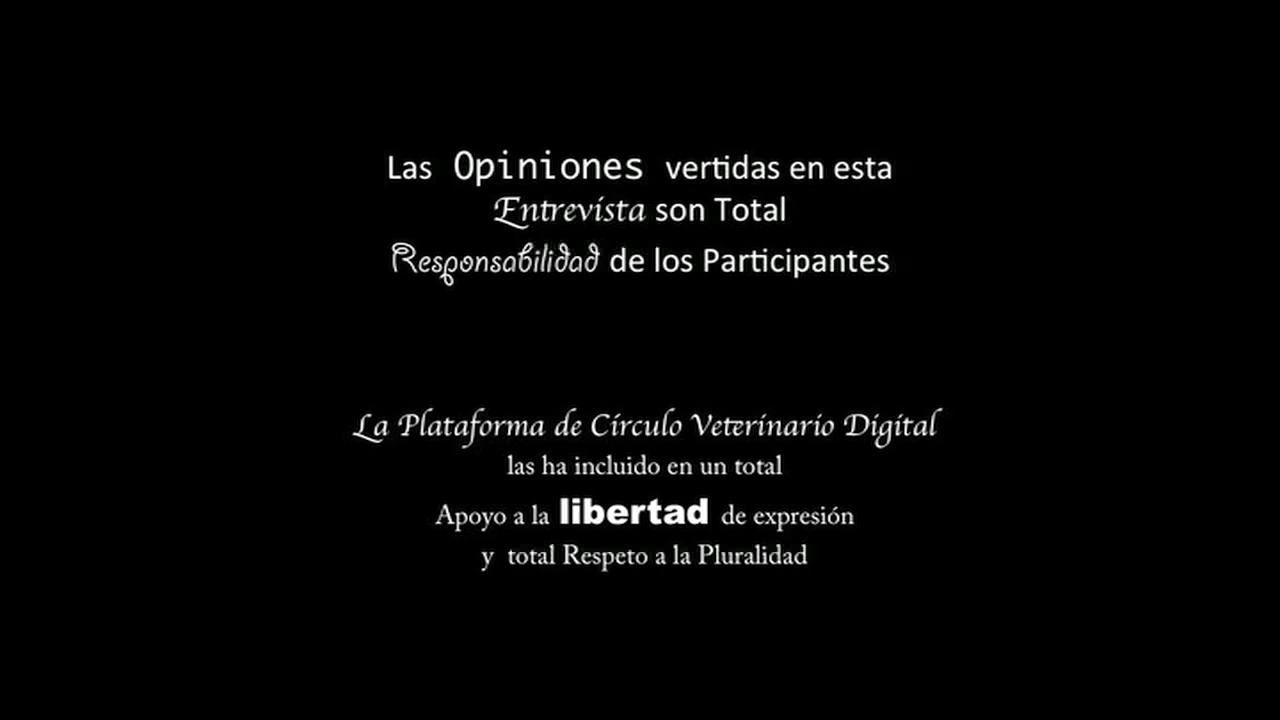 Las Opiniones vertidas en esta
Entrevista son Total
Responsabilidad de los Participantes
La Plataforma de Círculo Veterinario Digital
las ha incluido en un total
Apoyo a la libertad de expresión
y total Respeto a la Pluralidad